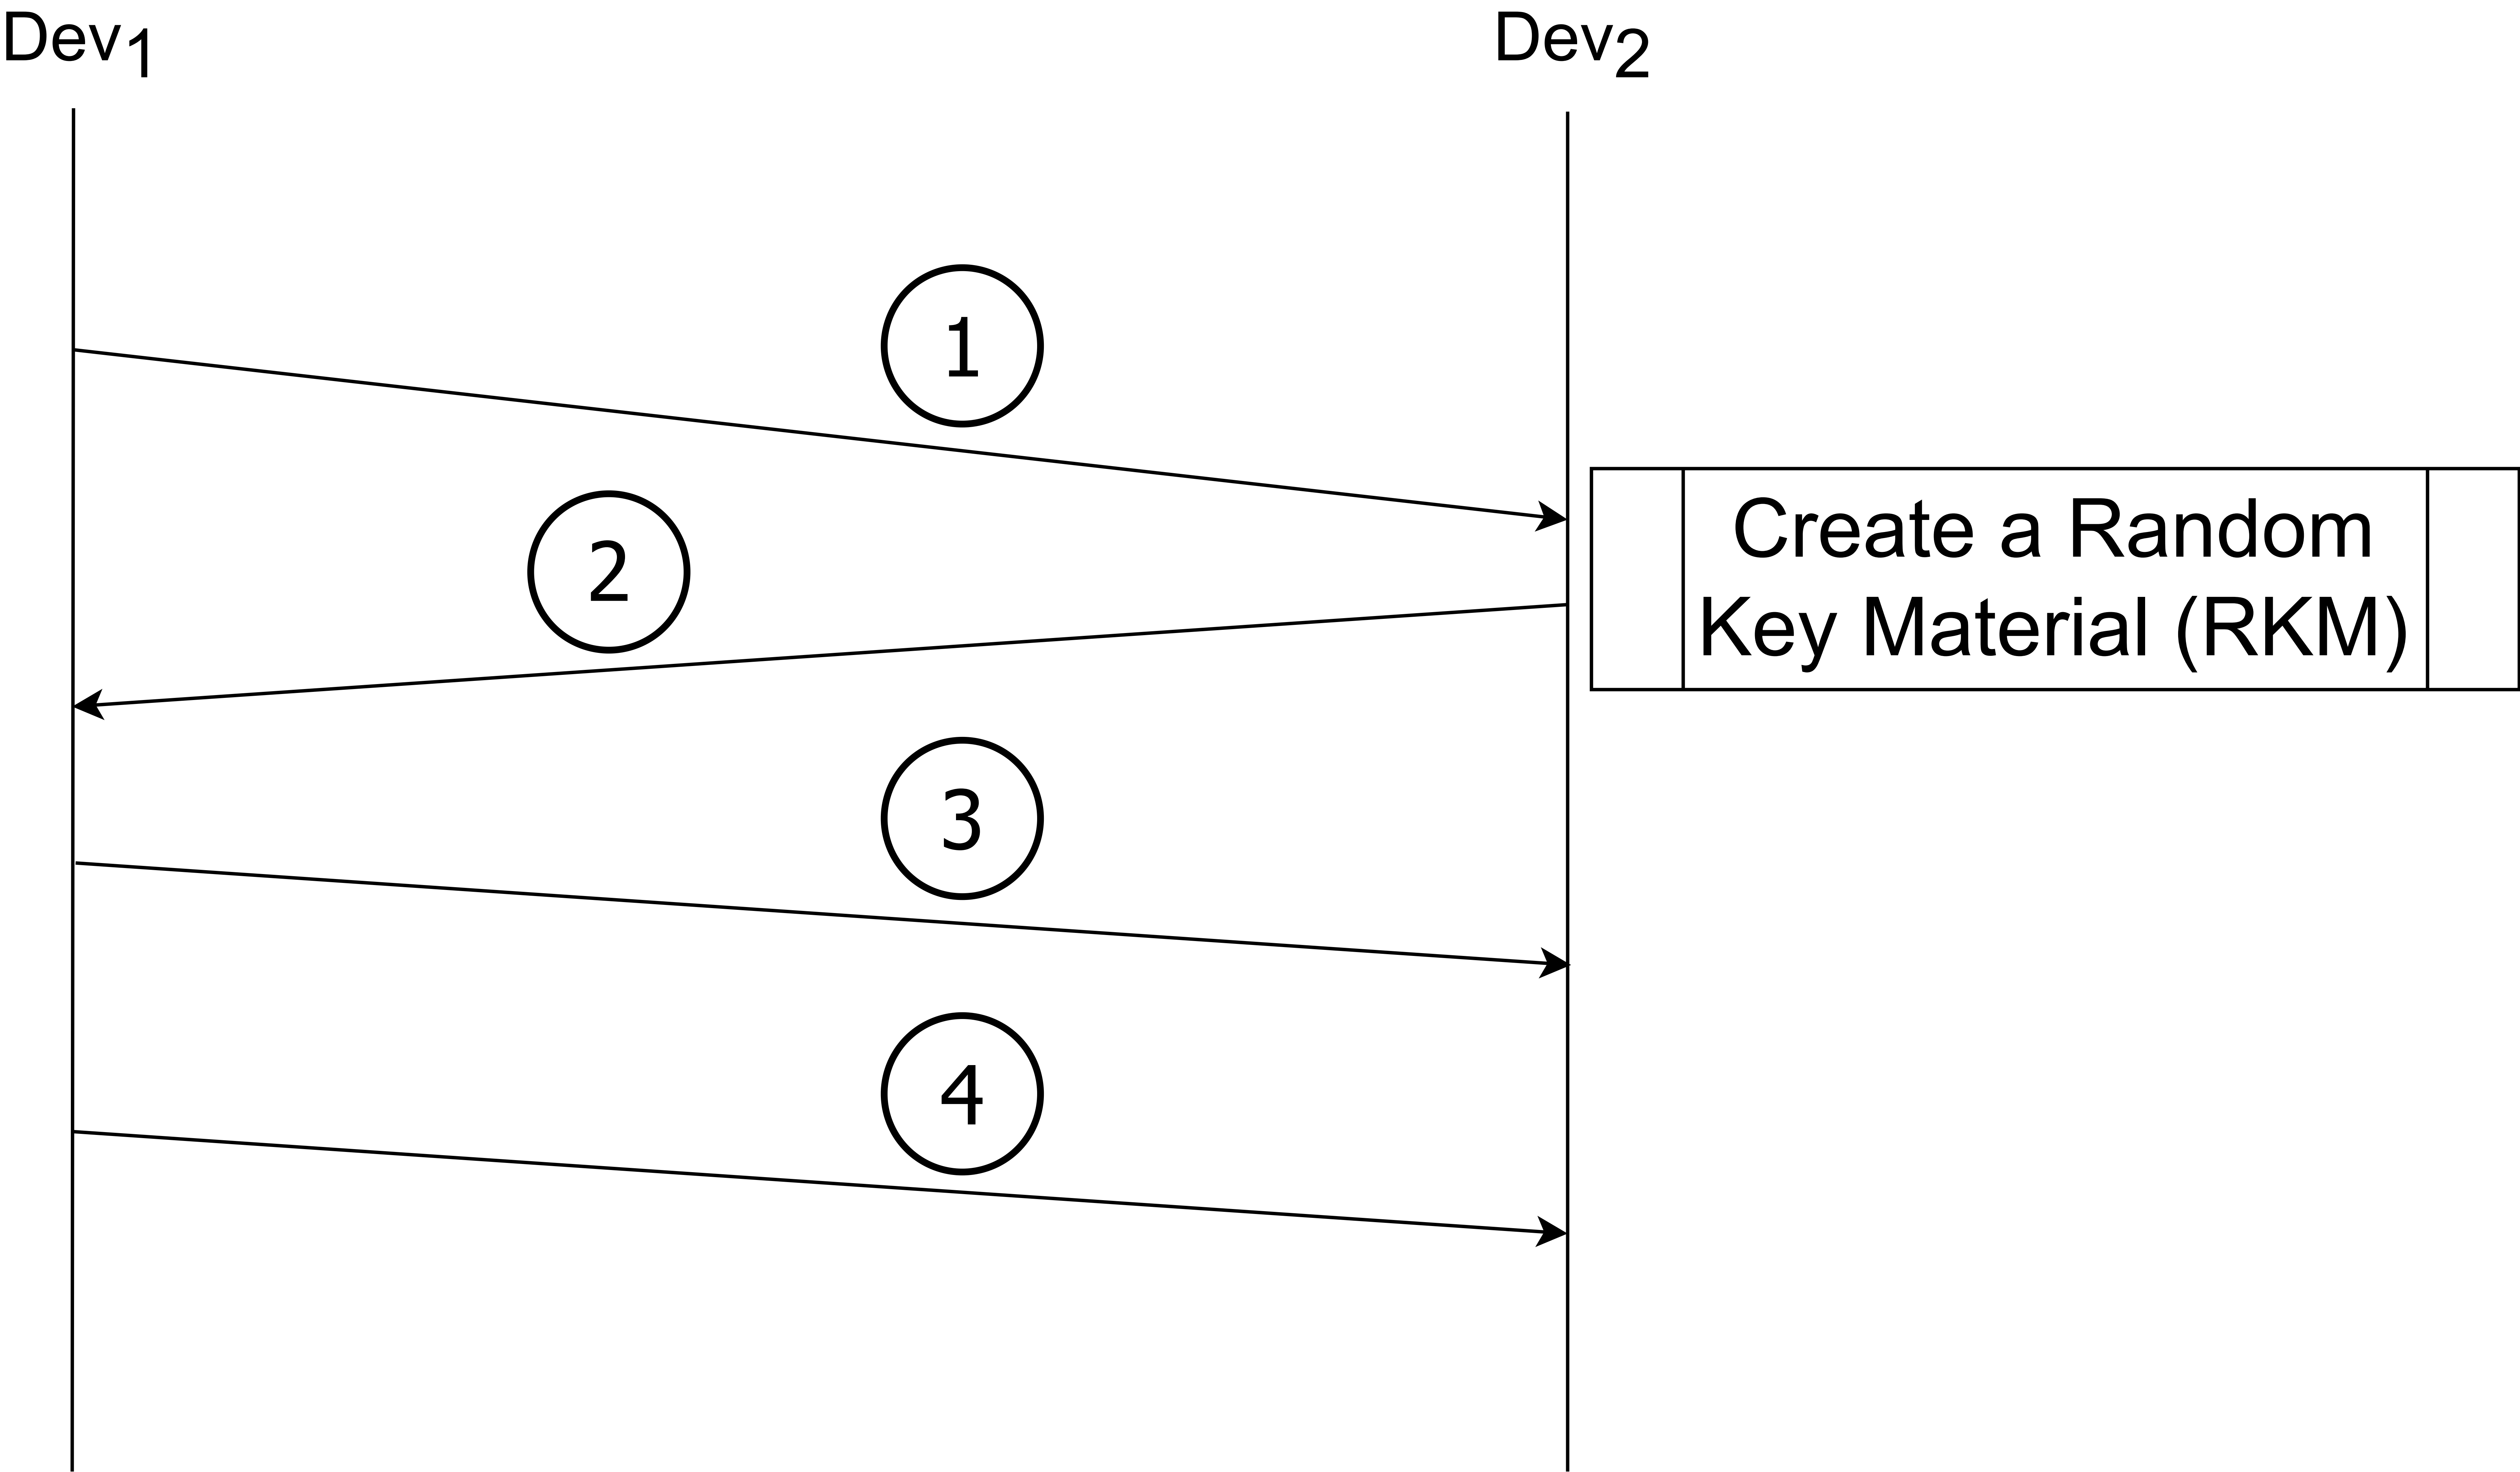 Dev1
Dev2
1
Create a Random
Key Material (RKM)
2
3
4